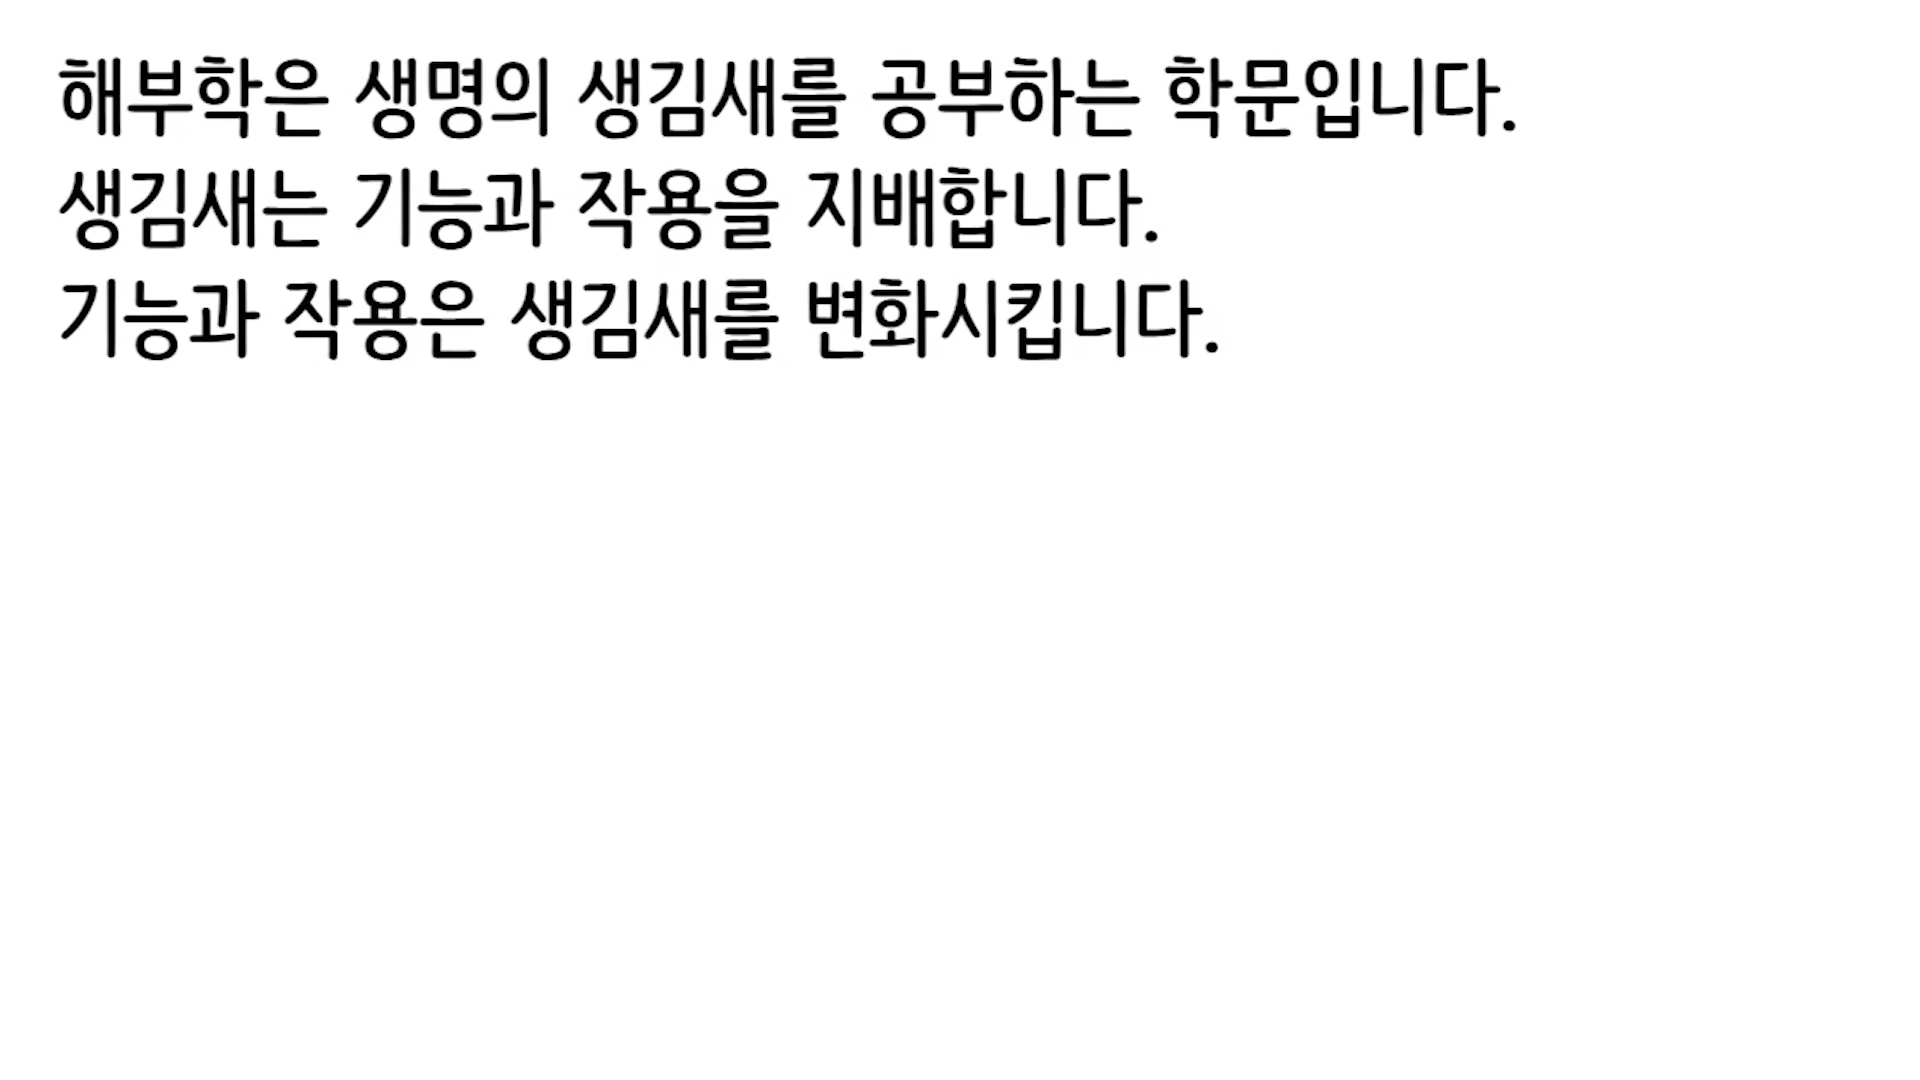 해부학은 생명의 생김새를 공부하는 학문입니다.
생김새는 기능과 작용을 지배합니다.
기능과 작용은 생김새를 변화시킵니다.